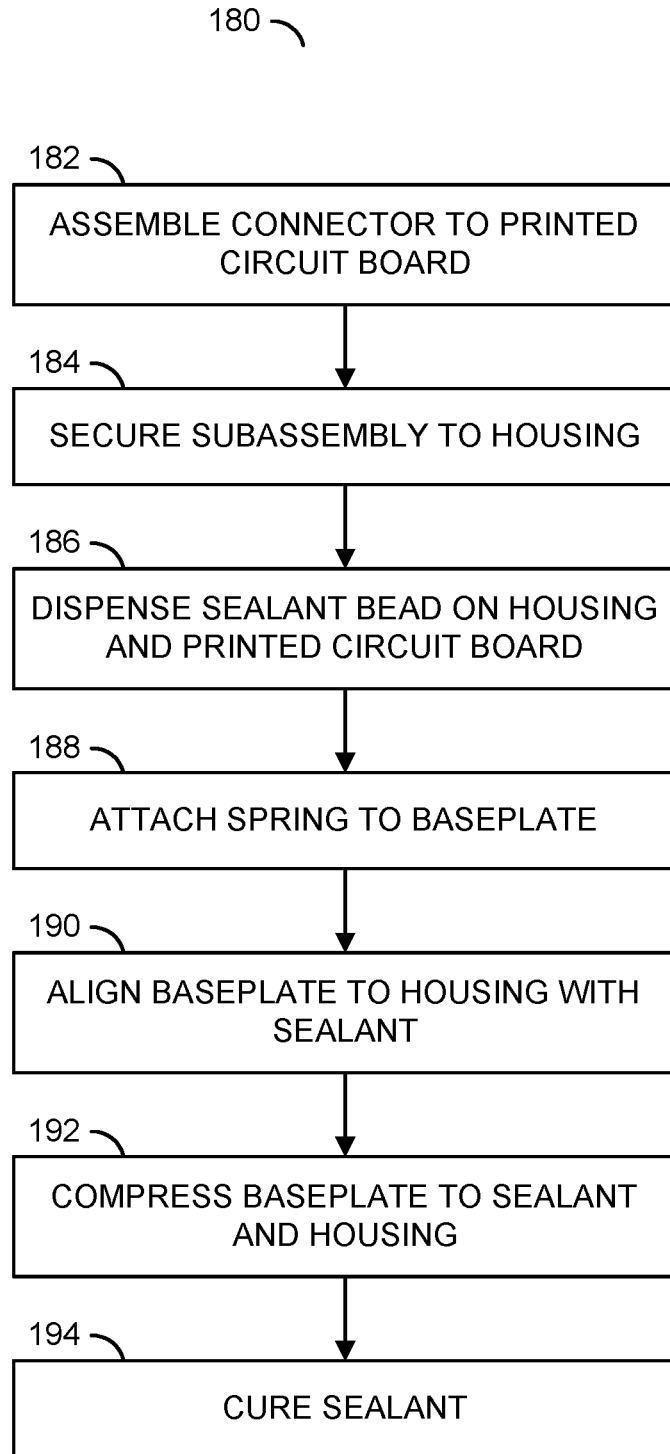 180
182
ASSEMBLE CONNECTOR TO PRINTED
CIRCUIT BOARD
184
SECURE SUBASSEMBLY TO HOUSING
186
DISPENSE SEALANT BEAD ON HOUSING
AND PRINTED CIRCUIT BOARD
188
ATTACH SPRING TO BASEPLATE
190
ALIGN BASEPLATE TO HOUSING WITH
SEALANT
192
COMPRESS BASEPLATE TO SEALANT
AND HOUSING
194
CURE SEALANT